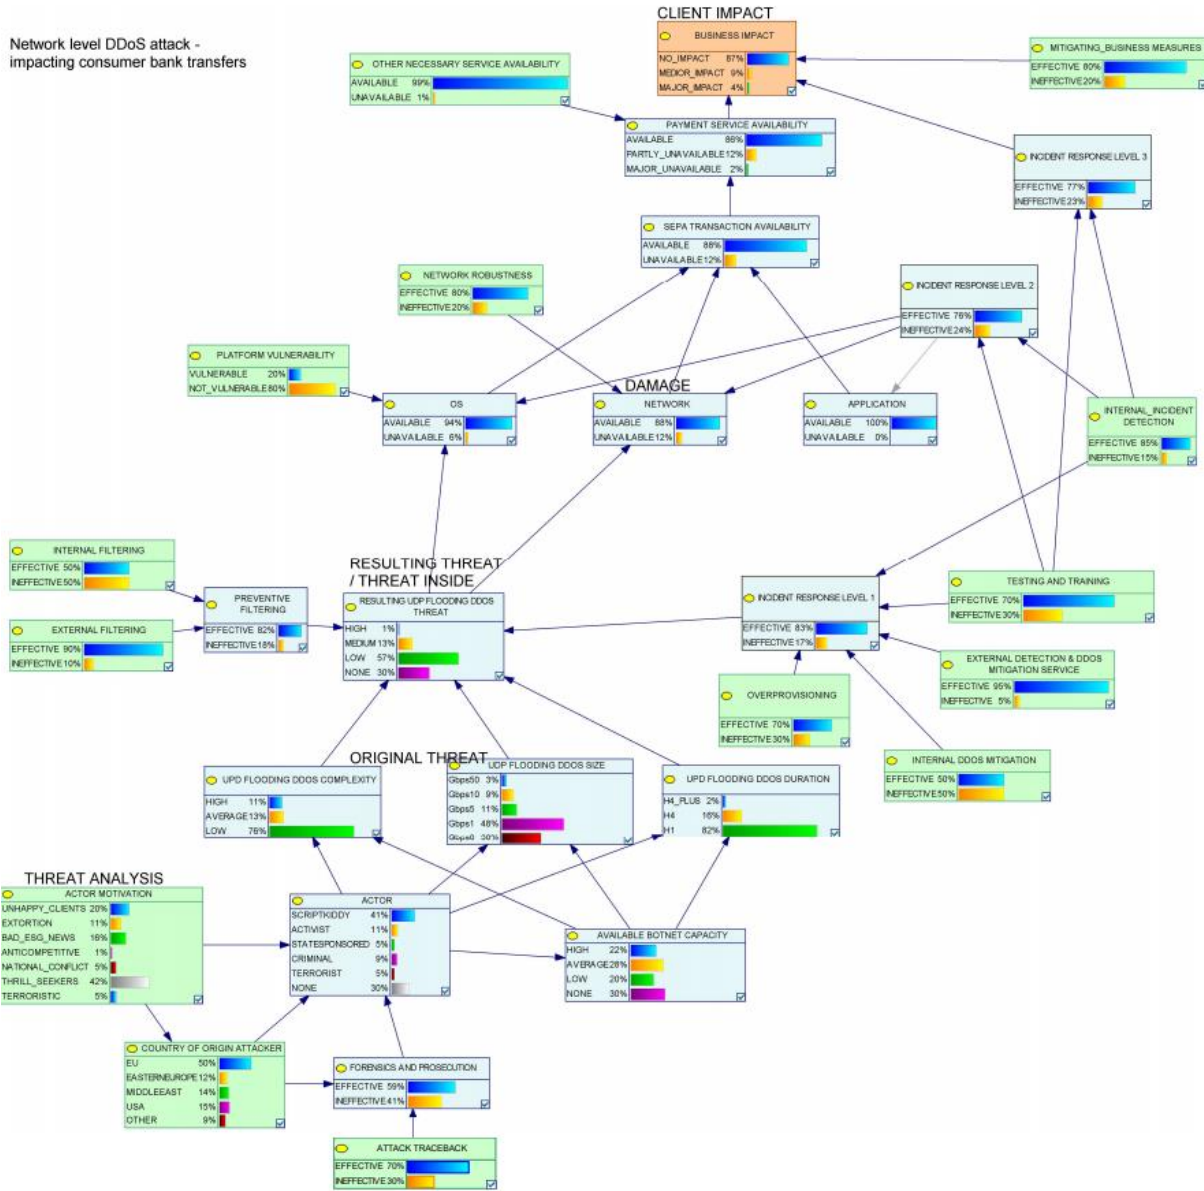 CLIENT IMPACT
Network level DDoS attack -
impacting consumer bank transfers
BUSINESS IMPACT
NO_IMPACT 87%
MEDIOR_IMPACT 9%
MAJOR_IMPACT 4%
MITIGATING_BUSINESS MEASURES
EFFECTIVE 80%
INEFFECTIVE 20%
OTHER NECESSARY SERVICE AVAILABILITY
AVAILABLE 99%
UNAVAILABLE 1%
PAYMENT SERVICE AVAILABILITY
AVAILABLE 86%
PARTLY_UNAVAILABLE 12%
MAJOR_UNAVAILABLE 2%
INCIDENT RESPONSE LEVEL 3
EFFECTIVE 77%
INEFFECTIVE 23%
SEPA TRANSACTION AVAILABILITY
AVAILABLE 88%
UNAVAILABLE 12%
NETWORK ROBUSTNESS
EFFECTIVE 80%
INEFFECTIVE 20%
INCIDENT RESPONSE LEVEL 2
EFFECTIVE 76%
INEFFECTIVE 24%
PLATFORM VULNERABILITY
VULNERABLE 20%
NOT_VULNERABLE 80%
DAMAGE
OS
AVAILABLE 94%
UNAVAILABLE 6%
NETWORK
AVAILABLE 88%
UNAVAILABLE 12%
APPLICATION
AVAILABLE 100%
UNAVAILABLE 0%
INTERNAL_INCIDENT
DETECTION
EFFECTIVE 85%
INEFFECTIVE 15%
INTERNAL FILTERING
EFFECTIVE 50%
INEFFECTIVE 50%
EXTERNAL FILTERING
EFFECTIVE 90%
INEFFECTIVE 10%
PREVENTIVE
FILTERING
EFFECTIVE 82%
INEFFECTIVE 18%
RESULTING THREAT
/ THREAT INSIDE
RESULTING UDP FLOODING DDOS
THREAT
HIGH 1%
MEDIUM 13%
LOW 57%
NONE 30%
INCIDENT RESPONSE LEVEL 1
EFFECTIVE 83%
INEFFECTIVE 17%
TESTING AND TRAINING
EFFECTIVE 70%
INEFFECTIVE 30%
EXTERNAL DETECTION & DDOS
MITIGATION SERVICE
EFFECTIVE 95%
INEFFECTIVE 5%
OVERPROVISIONING
EFFECTIVE 70%
INEFFECTIVE 30%
INTERNAL DDOS MITIGATION
EFFECTIVE 50%
INEFFECTIVE 50%
ORIGINAL THREAT
UPD FLOODING DDOS COMPLEXITY
HIGH 11%
AVERAGE 13%
LOW 76%
UDP FLOODING DDOS SIZE
Gbps50 3%
Gbps10 9%
Gbps5 11%
Gbps1 48%
Gbps0 30%
UPD FLOODING DDOS DURATION
H4_PLUS 2%
H4 16%
H1 82%
THREAT ANALYSIS
ACTOR MOTIVATION
UNHAPPY_CLIENTS 20%
EXTORTION 11%
BAD_ESG_NEWS 16%
ANTICOMPETITIVE 1%
NATIONAL_CONFLICT 5%
THRILL_SEEKERS 42%
TERRORISTIC 5%
ACTOR
SCRIPTKIDDY 41%
ACTIVIST 11%
STATESPONSORED 5%
CRIMINAL 9%
TERRORIST 5%
NONE 30%
AVAILABLE BOTNET CAPACITY
HIGH 22%
AVERAGE 28%
LOW 20%
NONE 30%
COUNTRY OF ORIGIN ATTACKER
EU 50%
EASTERNEUROPE 12%
MIDDLEEAST 14%
USA 15%
OTHER 9%
FORENSICS AND PROSECUTION
EFFECTIVE 59%
INEFFECTIVE 41%
ATTACK TRACEBACK
EFFECTIVE 70%
INEFFECTIVE 30%